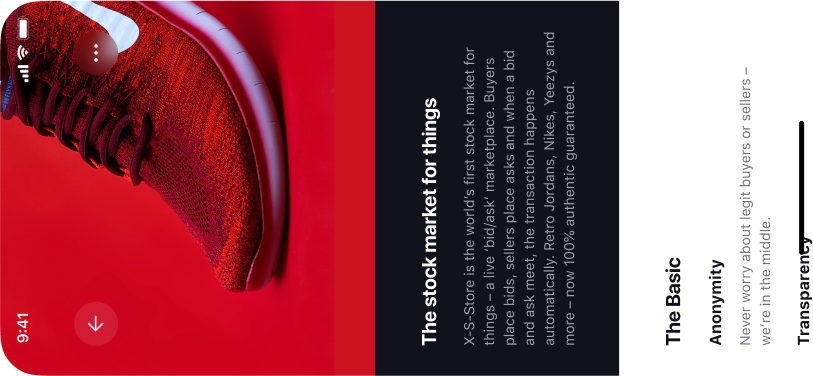 9:41
The stock market for things
X-S-Store is the world’s first stock market for
things – a live ‘bid/ask’ marketplace. Buyers
place bids, sellers place asks and when a bid
and ask meet, the transaction happens
automatically. Retro Jordans, Nikes, Yeezys and
more – now 100% authentic guaranteed.
The Basic
Anonymity
Never worry about legit buyers or sellers –
we’re in the middle.
Transparency